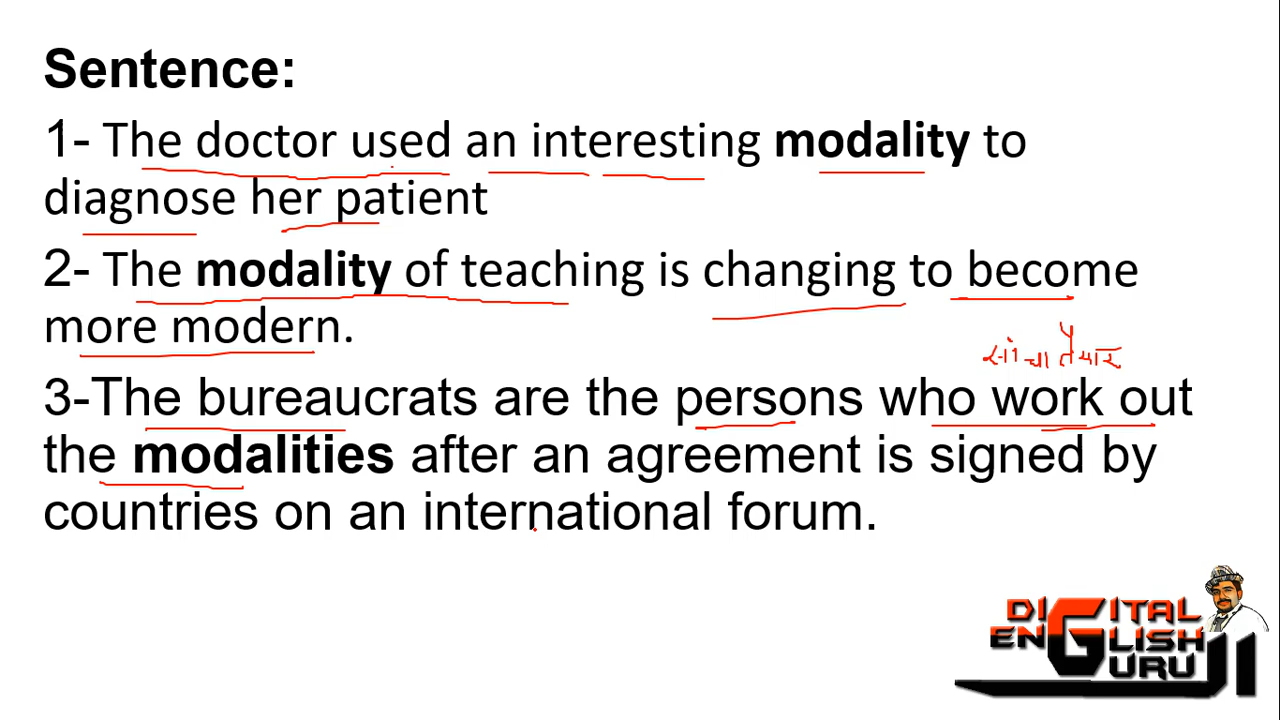 Sentence:
1- The doctor used an interesting modality to
diagnose her patient
2- The modality of teaching is changing to become
more modern.
3-The bureaucrats are the persons who work out
the modalities after an agreement is signed by
countries on an international forum.
DIGITAL
ENGLISH
GURUJI